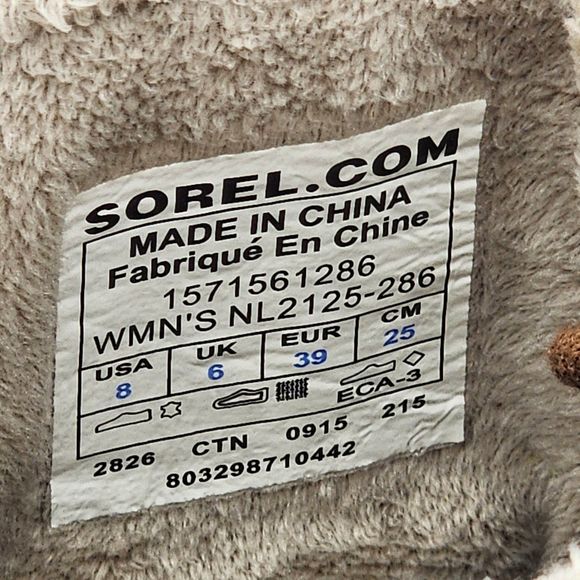 SOREL.COM
MADE IN CHINA
Fabriqué En Chine
1571561286
WMN'S NL2125-286
USA UK EUR CM
8 6 39 25
ECA-3
2826 CTN 0915 215
803298710442